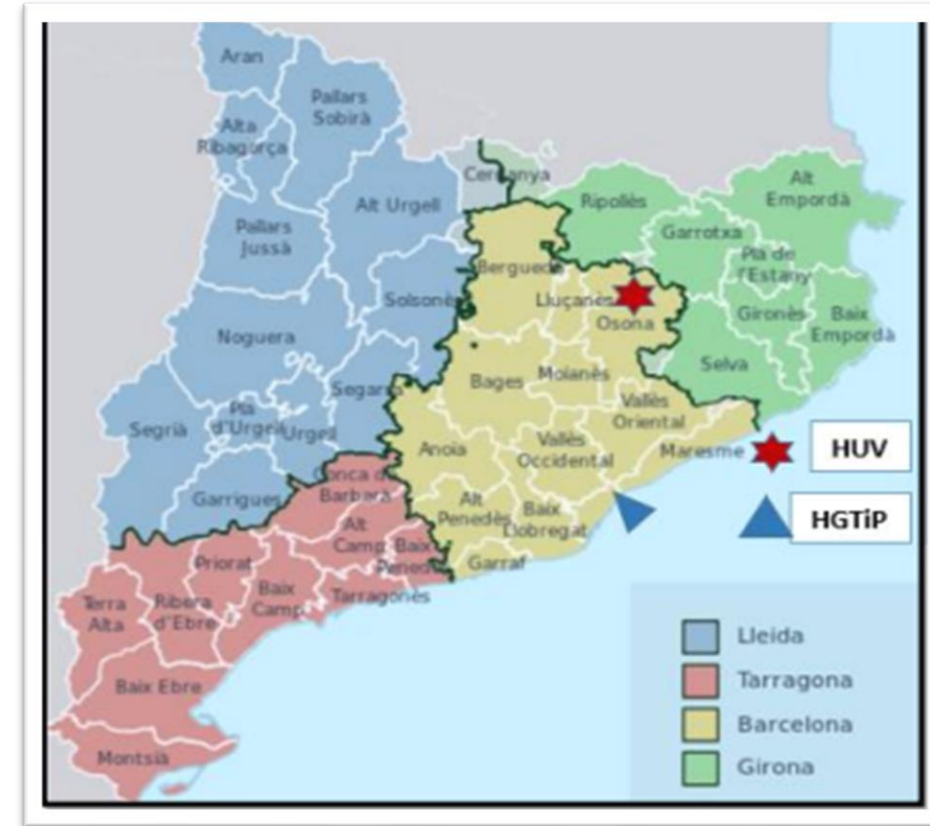 Aran
Pallars
Sobirà
Alta
Ribagorça
Cerdanya
Alt Urgell
Pallars
Jussà
Ripollès
Alt
Empordà
Garrotxa
Pla de
l'Estany
Berguedà
Solsonès
Lluçanès
Osona
Gironès
Baix
Empordà
Noguera
Selva
Moianès
Bages
Segarra
Vallès
Oriental
Segrià
Pla
d'Urgell
Urgell
Anoia
Vallès
Occidental
Maresme
HUV
Conca de
Barberà
Garrigues
Alt
Penedès
Baix
Llobregat
HGTiP
Alt
Camp
Baix
Penedès
Garraf
Priorat
Baix
Camp
Tarragonès
Terra
Alta
Ribera
d'Ebre
Baix Ebre
Montsià
Lleida
Tarragona
Barcelona
Girona